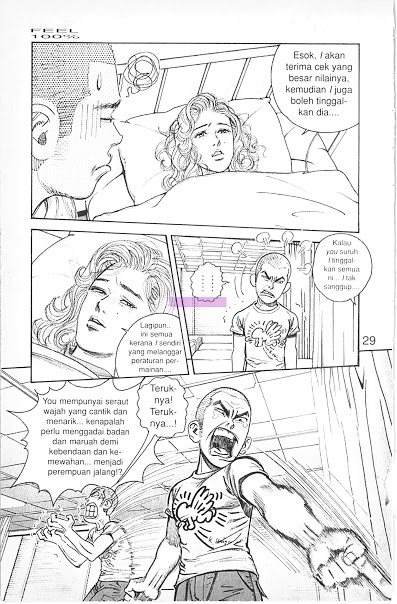 FEEL
100%
Esok, I akan
terima cek yang
besar nilainya,
kemudian I juga
boleh tinggal-
kan dia....
Kalau
you suruh
I tinggal-
kan semua
ni... I tak
sanggup...
Lagipun..
ini semua
kerana I sendiri
yang melanggar
peraturan per-
mainan...
29
Teruk-
nya!
Teruk-
nya...!
You mempunyai seraut
wajah yang cantik dan
menarik... kenapalah
perlu menggadai badan
dan maruah demi
kebendaan dan ke-
mewahan... menjadi
perempuan jalang!?